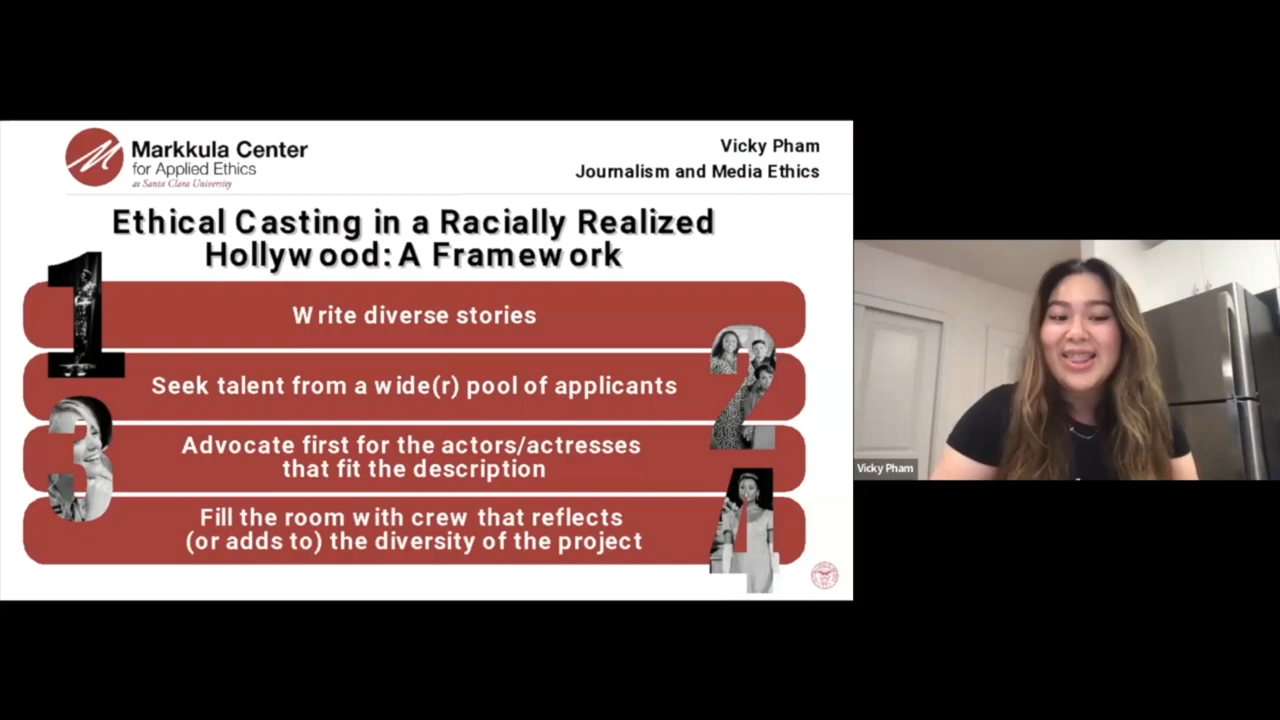 Markkula Center
for Applied Ethics
at Santa Clara University
Vicky Pham
Journalism and Media Ethics
Ethical Casting in a Racially Realized
Hollywood: A Framework
1
Write diverse stories
2
Seek talent from a wide(r) pool of applicants
3
Advocate first for the actors/actresses
that fit the description
4
Fill the room with crew that reflects
(or adds to) the diversity of the project
Vicky Pham